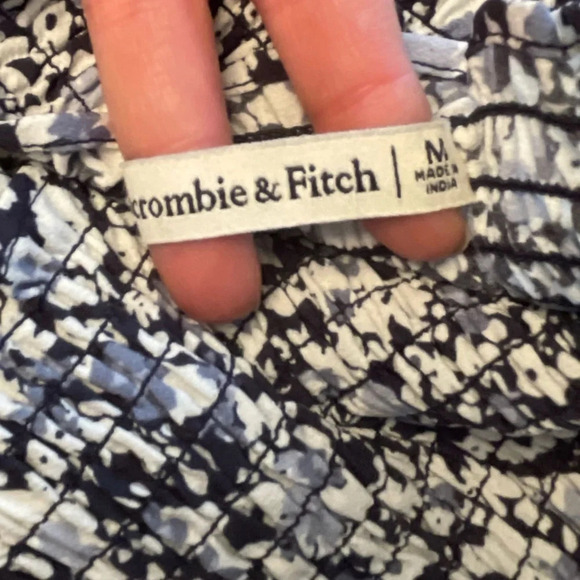 crombie & Fitch | M
MADE IN
INDIA